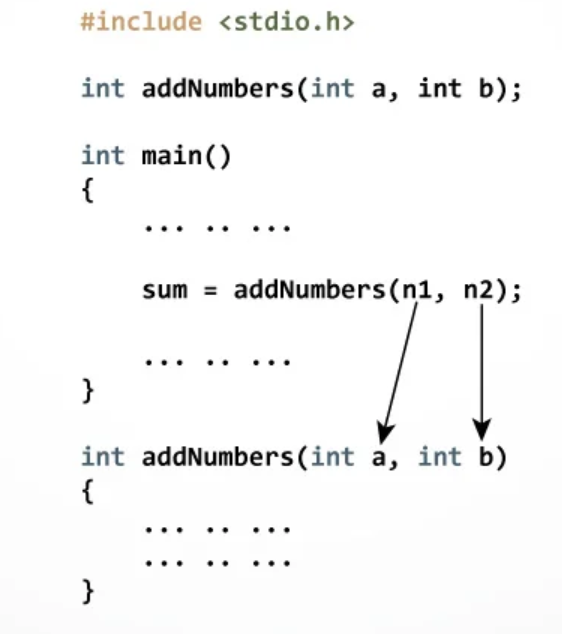 #include <stdio.h>
int addNumbers(int a, int b);
int main()
{
... .. ...
sum = addNumbers(n1, n2);
... .. ...
}
int addNumbers(int a, int b)
{
... .. ...
... .. ...
}